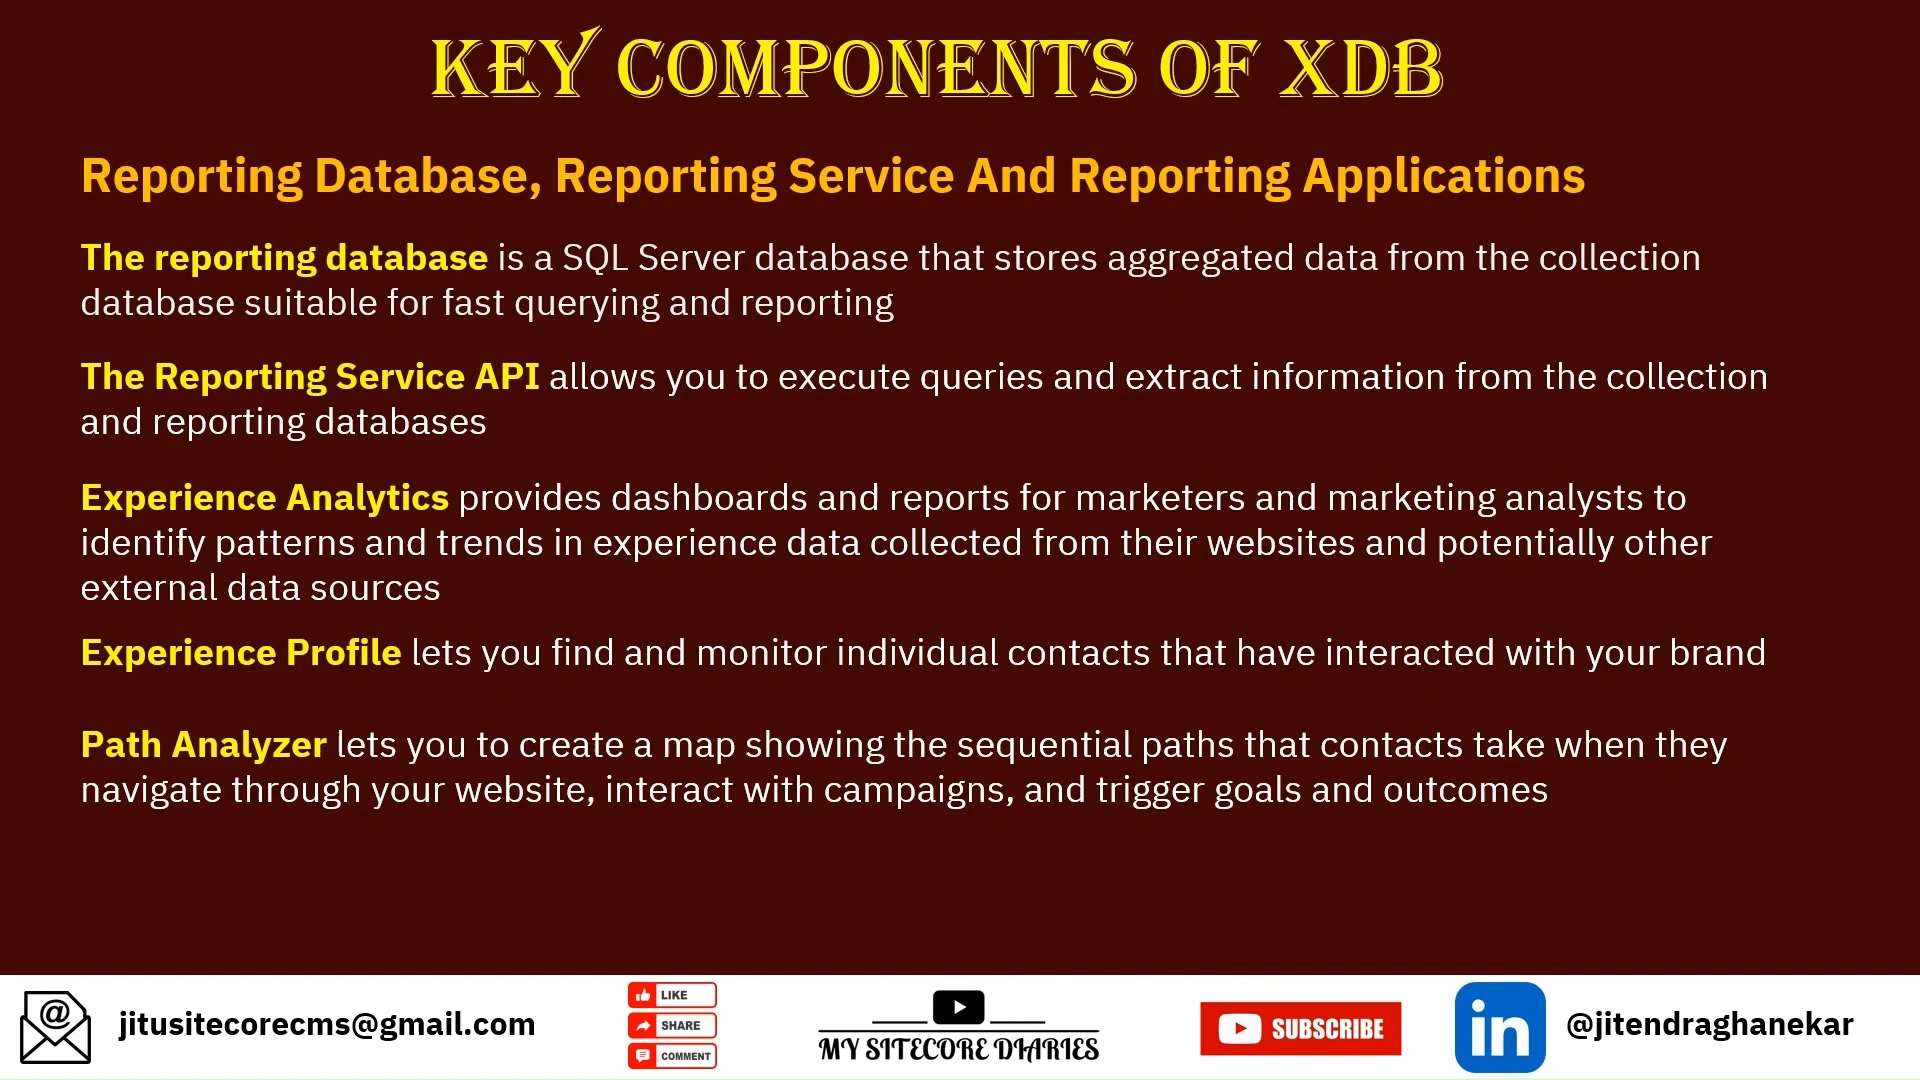 KEY COMPONENTS OF XDB
Reporting Database, Reporting Service And Reporting Applications
The reporting database is a SQL Server database that stores aggregated data from the collection
database suitable for fast querying and reporting
The Reporting Service API allows you to execute queries and extract information from the collection
and reporting databases
Experience Analytics provides dashboards and reports for marketers and marketing analysts to
identify patterns and trends in experience data collected from their websites and potentially other
external data sources
Experience Profile lets you find and monitor individual contacts that have interacted with your brand
Path Analyzer lets you to create a map showing the sequential paths that contacts take when they
navigate through your website, interact with campaigns, and trigger goals and outcomes
@
jitusitecorecms@gmail.com
LIKE
SHARE
COMMENT
MY SITECORE DIARIES
SUBSCRIBE
in
@jitendraghanekar